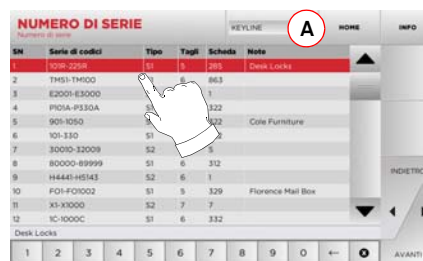 NUMERO DI SERIE
Numero di serie
KEYLINE
A
HOME
INFO
SN Serie di codici Tipo Tagli Scheda Note
1 101R-225R S1 5 285 Desk Locks
2 TM51-TM100 6 863
3 E2001-E3000 1
4 P101A-P330A 322
5 901-1050 322 Cole Furniture
6 101-330
7 30010-32009 S2 5
8 80000-89999 S1 6 312
9 H4441-H5143 S2 6 1
10 FO1-FO1002 S1 5 329 Florence Mail Box
11 X1-X1000 S2 7 7
12 1C-1000C S1 6 332
Desk Locks
INDIETRO
1 2 3 4 5 6 7 8 9 0 ←
AVANTI